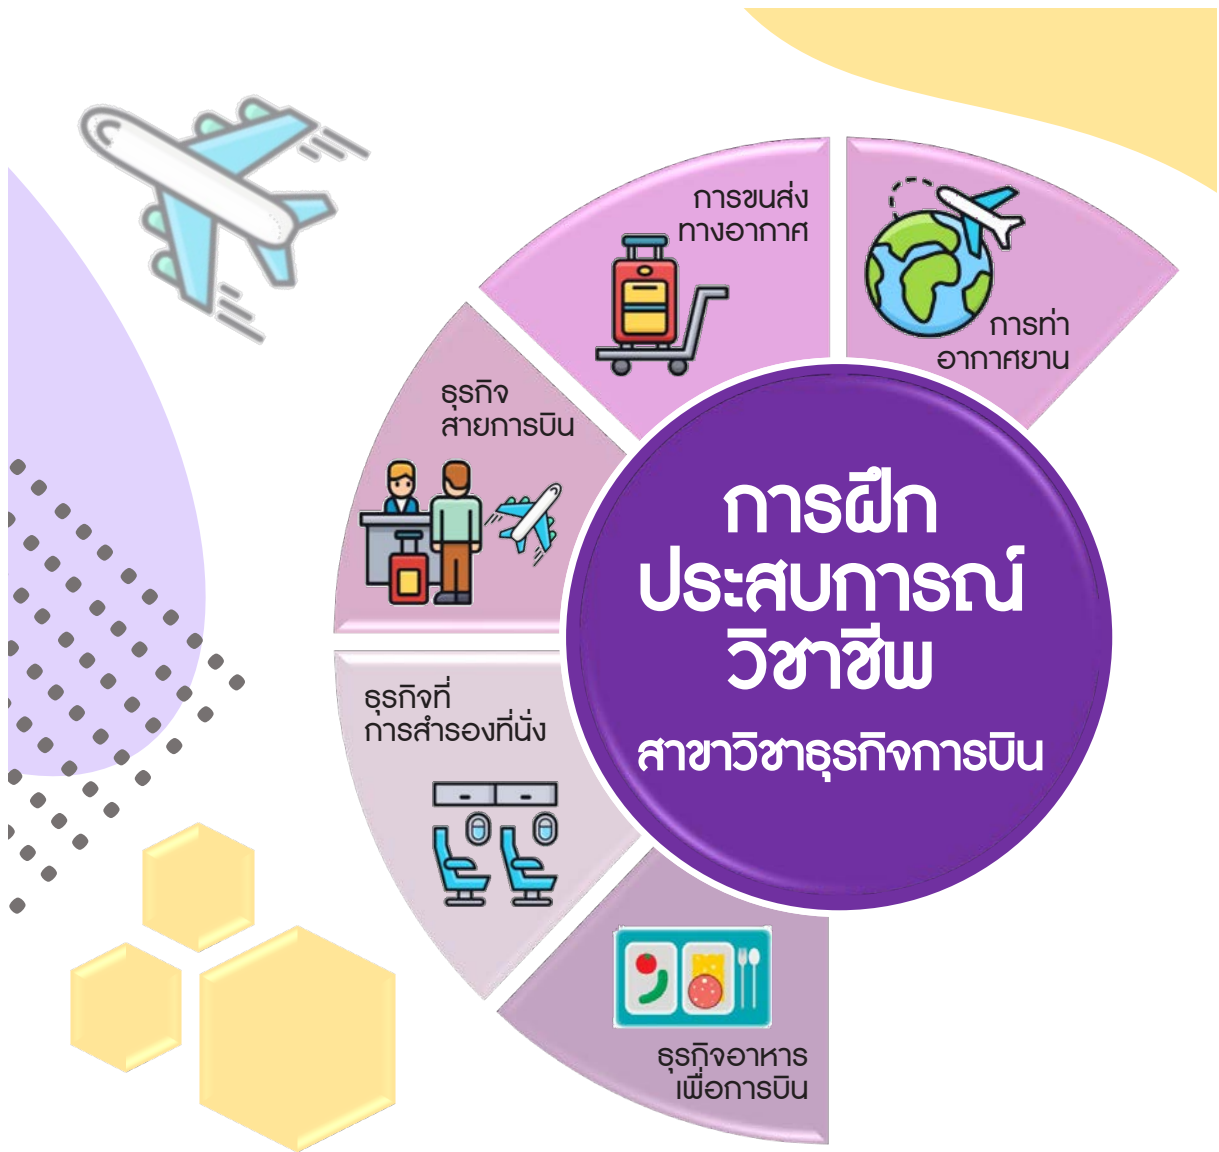 การขนส่ง
ทางอากาศ
การท่า
อากาศยาน
ธุรกิจ
สายการบิน
การฝึก
ประสบการณ์
วิชาชีพ
สาขาวิชาธุรกิจการบิน
ธุรกิจที่
การสำรองที่นั่ง
ธุรกิจอาหาร
เพื่อการบิน